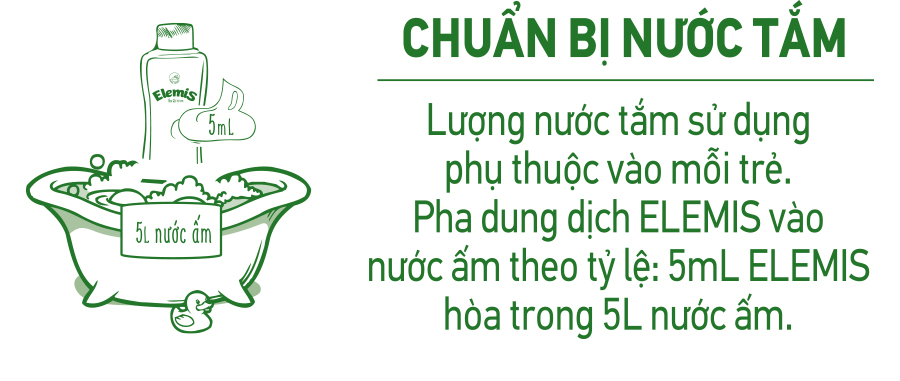 Elemis
5mL
5L nước ấm
CHUẨN BỊ NƯỚC TẮM
Lượng nước tắm sử dụng
phụ thuộc vào mỗi trẻ.
Pha dung dịch ELEMIS vào
nước ấm theo tỷ lệ: 5mL ELEMIS
hòa trong 5L nước ấm.